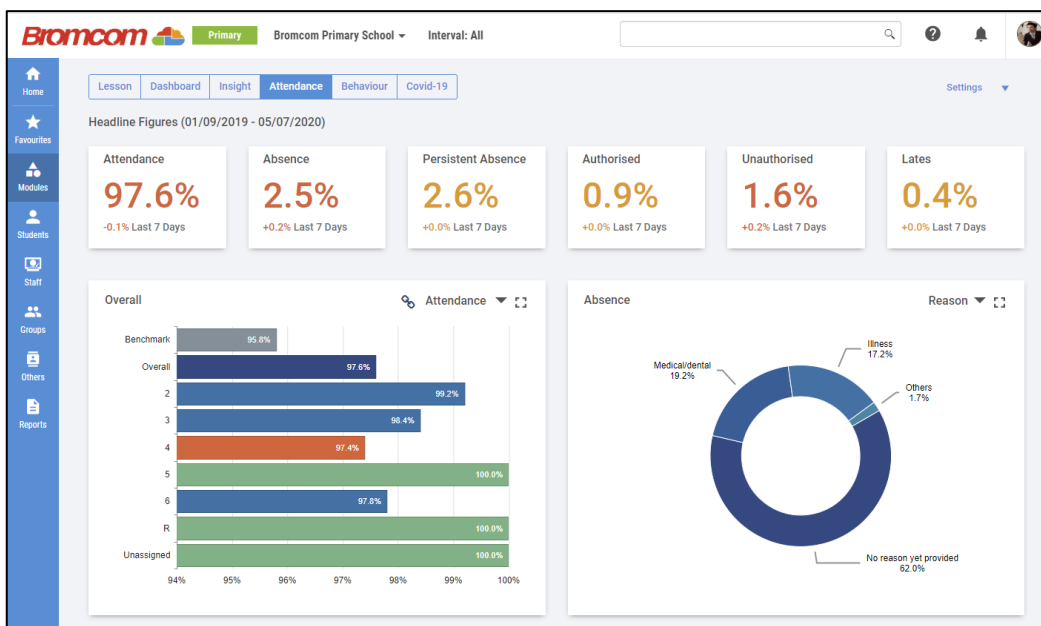 Bromcom Primary Bromcom Primary School Interval: All
Home
Favourites
Modules
Students
Staff
Groups
Others
Reports
Lesson Dashboard Insight Attendance Behaviour Covid-19 Settings
Headline Figures (01/09/2019 - 05/07/2020)
Attendance
97.6%
-0.1% Last 7 Days
Absence
2.5%
+0.2% Last 7 Days
Persistent Absence
2.6%
+0.0% Last 7 Days
Authorised
0.9%
+0.0% Last 7 Days
Unauthorised
1.6%
+0.2% Last 7 Days
Lates
0.4%
+0.0% Last 7 Days
Overall Attendance
Benchmark 95.8%
Overall 97.6%
2 99.2%
3 98.4%
4 97.4%
5 100.0%
6 97.8%
R 100.0%
Unassigned 100.0%
94% 95% 96% 97% 98% 99% 100%
Absence Reason
Illness
17.2%
Medical/dental
19.2%
Others
1.7%
No reason yet provided
62.0%